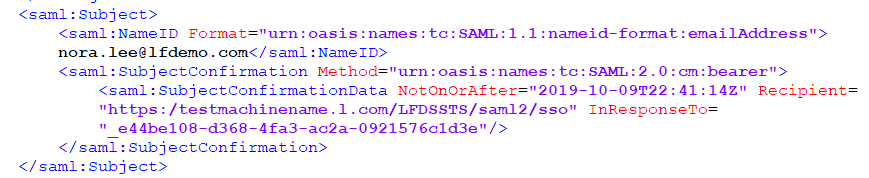 <saml:Subject>
<saml:NameID Format="urn:oasis:names:tc:SAML:1.1:nameid-format:emailAddress">
nora.lee@lfdemo.com</saml:NameID>
<saml:SubjectConfirmation Method="urn:oasis:names:tc:SAML:2.0:cm:bearer">
<saml:SubjectConfirmationData NotOnOrAfter="2019-10-09T22:41:14Z" Recipient=
"https:/testmachinename.l.com/LFDSSTS/saml2/sso" InResponseTo=
"_e44be108-d368-4fa3-ac2a-0921576c1d3e"/>
</saml:SubjectConfirmation>
</saml:Subject>